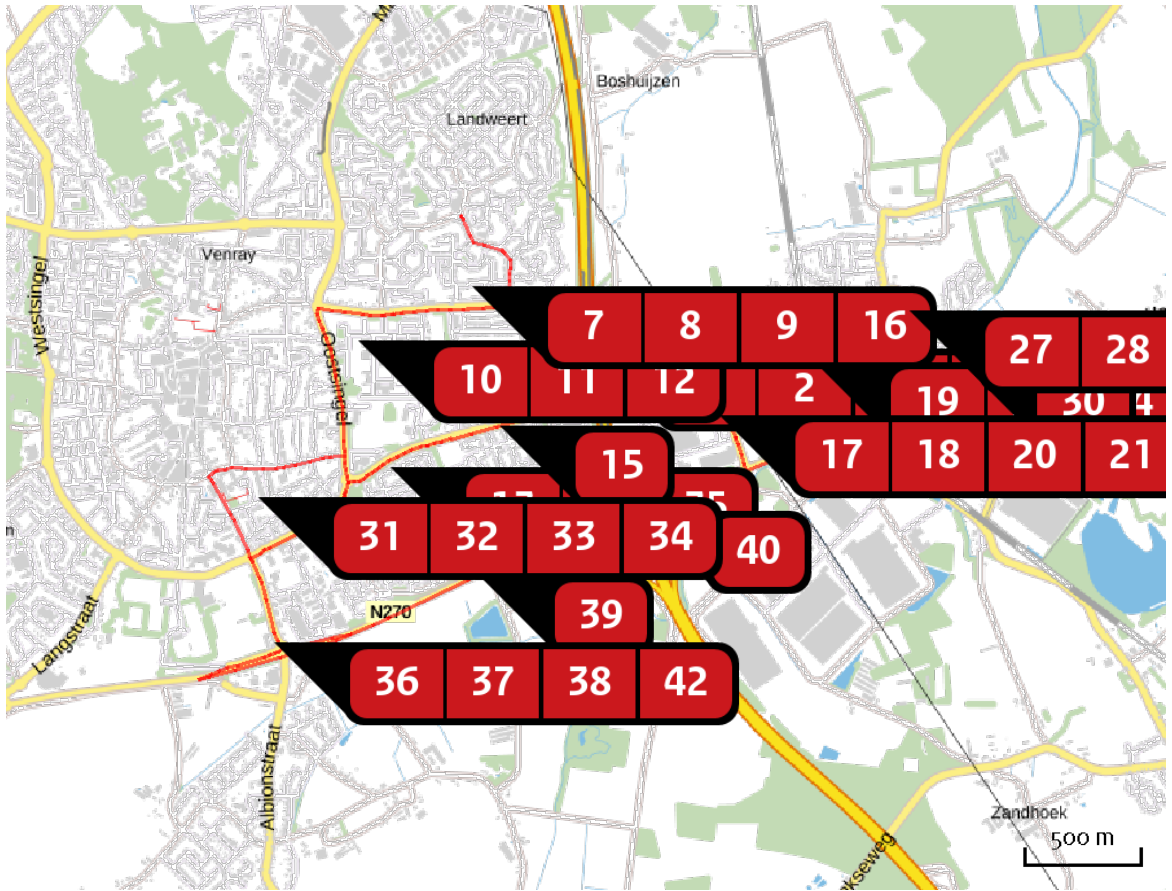 Boshuijzen
Landweert
Venray
Westsingel
Oostsingel
7 8 9 16
27 28
10 11 12 2
19 30 4
15
17 18 20 21
31 32 33 34
40
39
N270
Langstraat
36 37 38 42
Albionstraat
Zandhoek
500 m